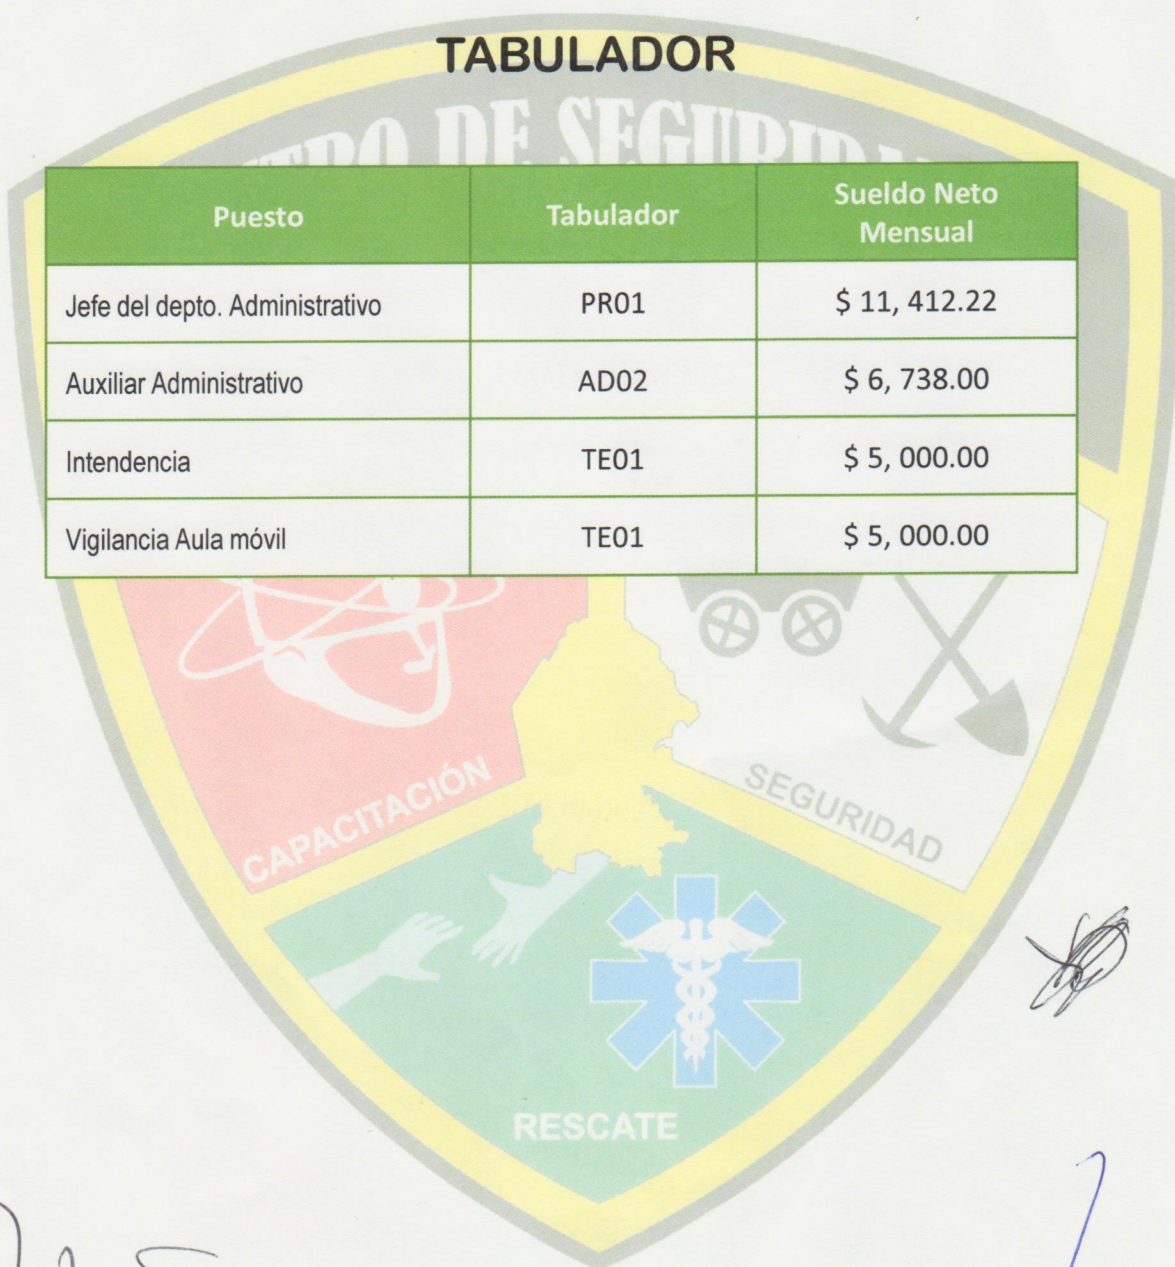 TABULADOR
DE
Puesto Tabulador Sueldo Neto
Mensual
Jefe del depto. Administrativo PR01 $ 11, 412.22
Auxiliar Administrativo AD02 $ 6, 738.00
Intendencia TE01 $ 5, 000.00
Vigilancia Aula móvil TE01 $ 5, 000.00
CAPACITACIÓN
SEGURIDAD
RESCATE